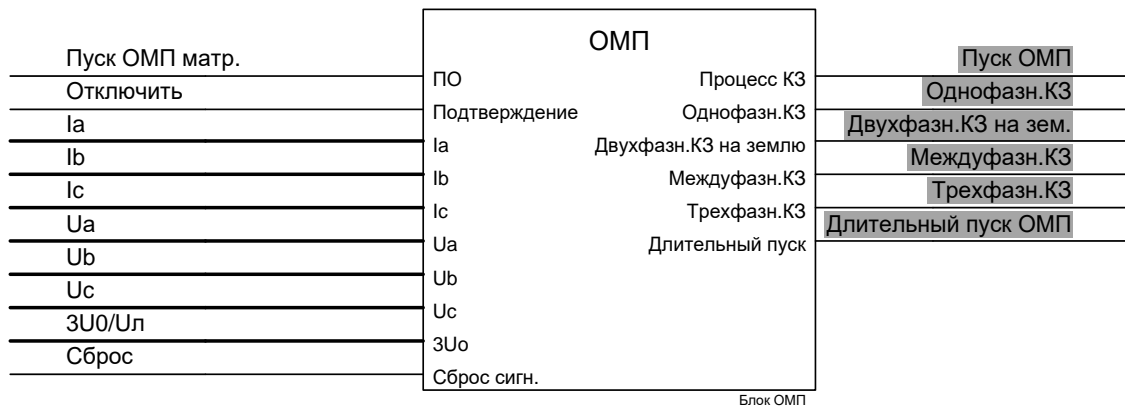 ОМП
Пуск ОМП матр.
ПО
Процесс КЗ
Пуск ОМП
Отключить
Подтверждение
Однофазн.КЗ
Однофазн.КЗ
Ia
Ia
Двухфазн.КЗ на землю
Двухфазн.КЗ на зем.
Ib
Ib
Междуфазн.КЗ
Междуфазн.КЗ
Ic
Ic
Трехфазн.КЗ
Трехфазн.КЗ
Ua
Ua
Длительный пуск
Длительный пуск ОМП
Ub
Ub
Uc
Uc
3U0/Uл
3Uo
Сброс
Сброс сигн.
Блок ОМП